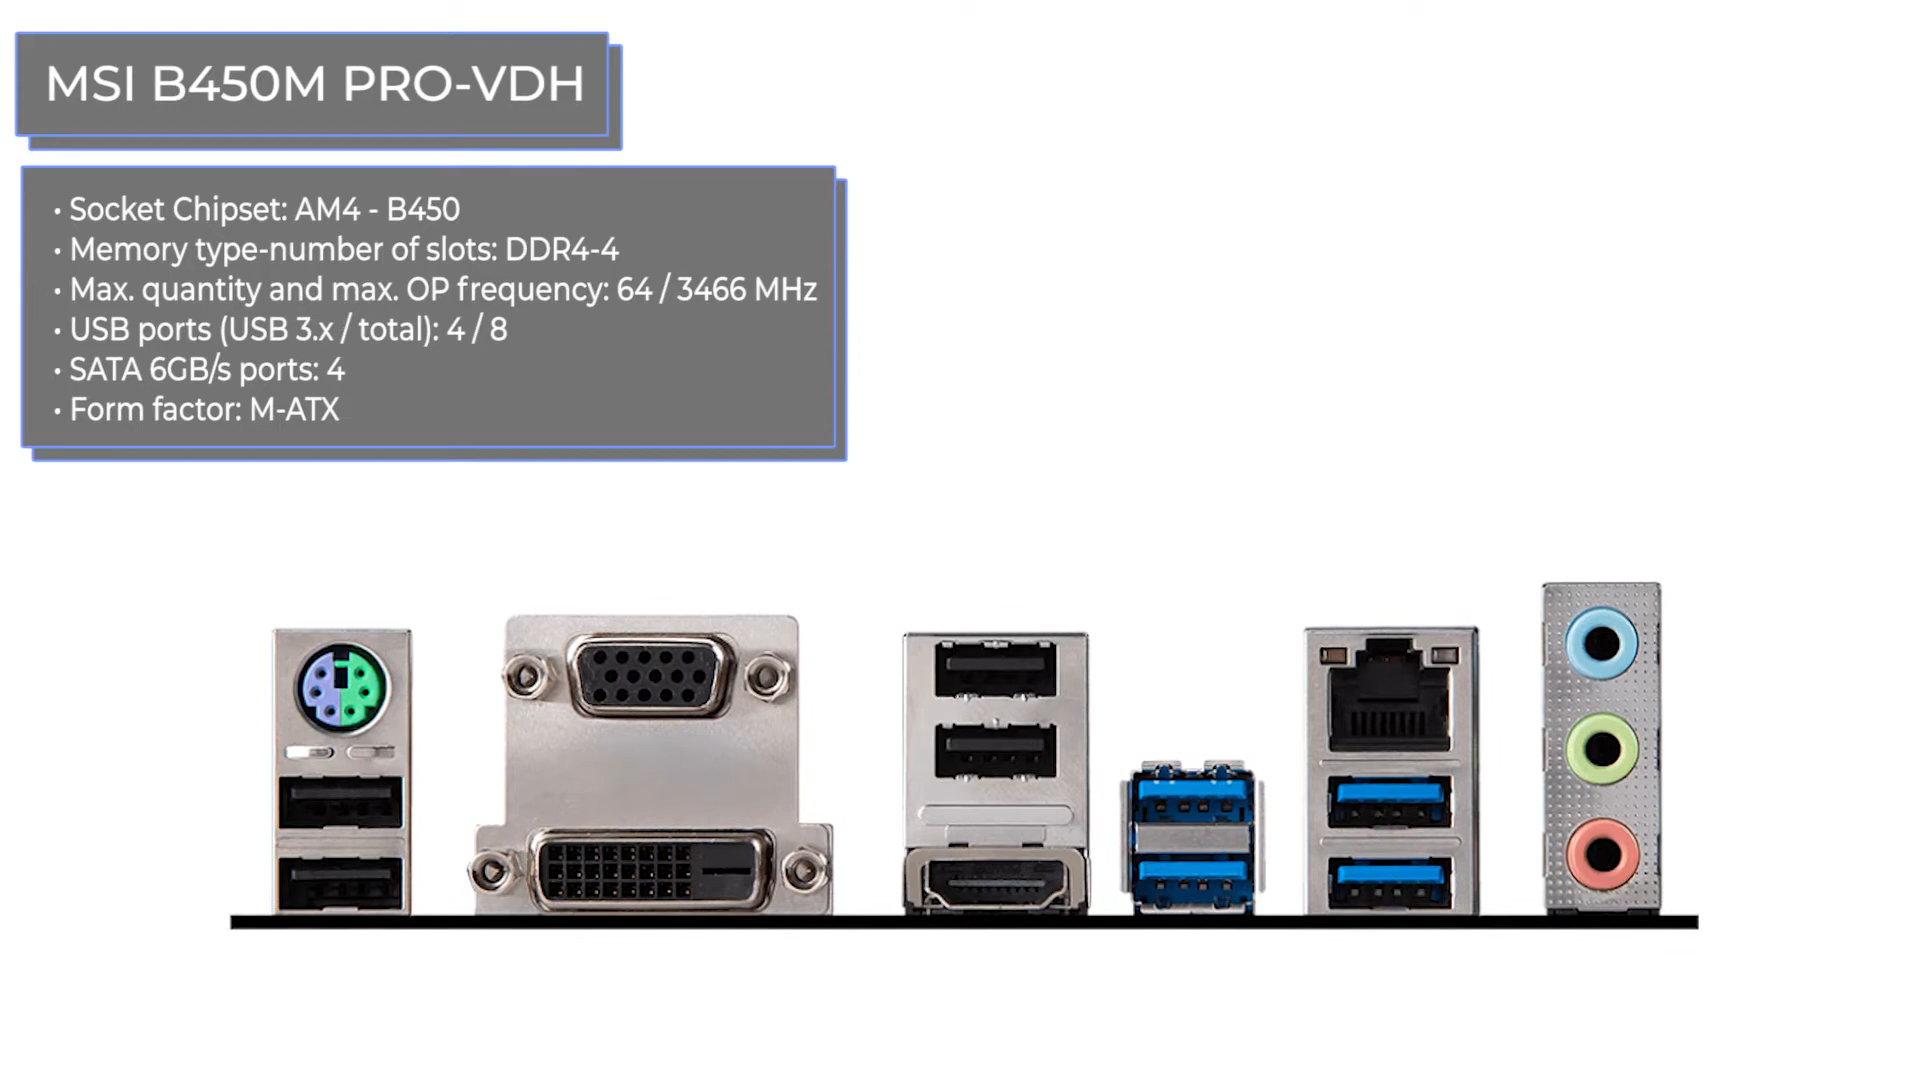 MSI B450M PRO-VDH
• Socket Chipset: AM4 - B450
• Memory type-number of slots: DDR4-4
• Max. quantity and max. OP frequency: 64 / 3466 MHz
• USB ports (USB 3.x / total): 4 / 8
• SATA 6GB/s ports: 4
• Form factor: M-ATX